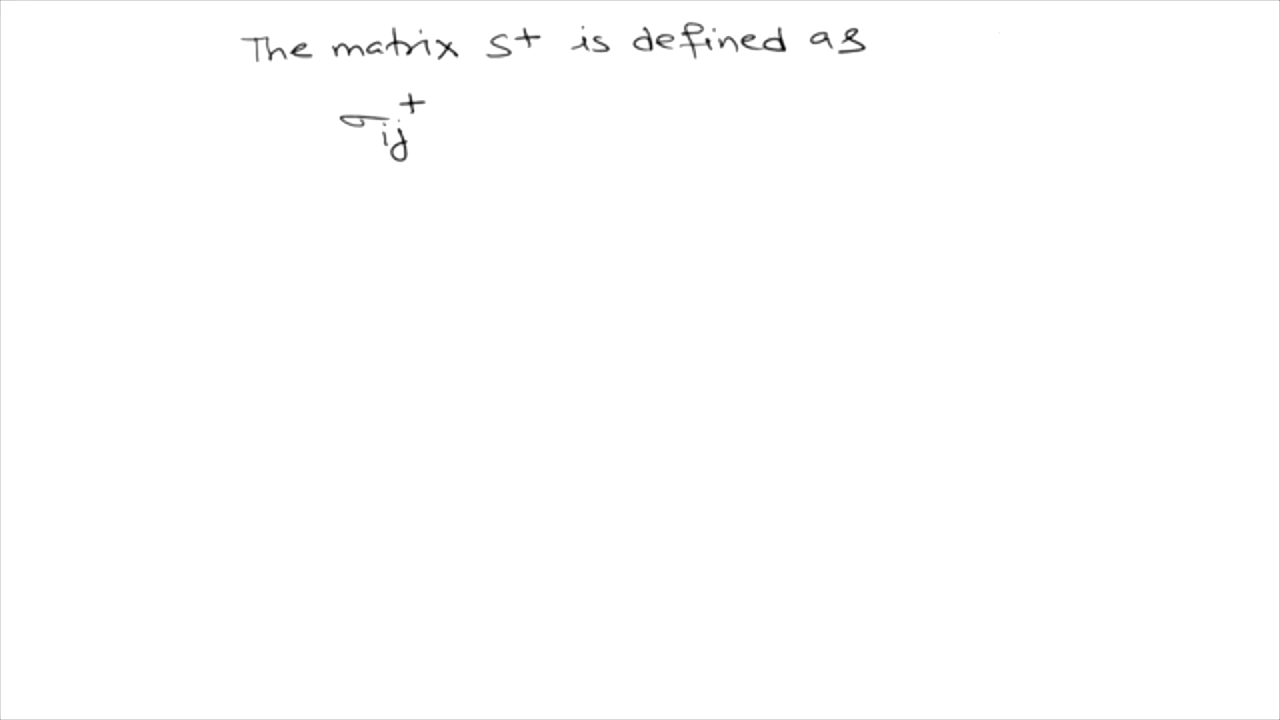 The matrix S+ is defined as
σij+